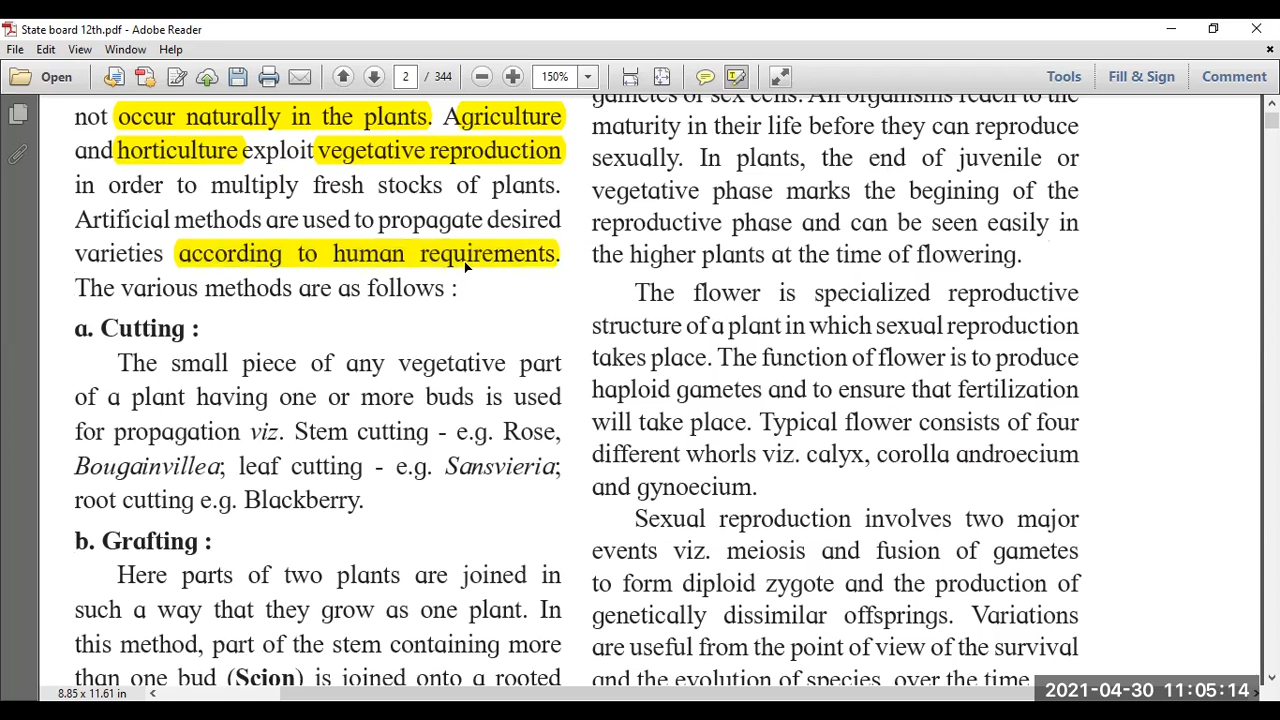 State board 12th.pdf - Adobe Reader
File Edit View Window Help
Open 2 / 344 150% Tools Fill & Sign Comment
not occur naturally in the plants. Agriculture
and horticulture exploit vegetative reproduction
in order to multiply fresh stocks of plants.
Artificial methods are used to propagate desired
varieties according to human requirements.
The various methods are as follows :
a. Cutting :
The small piece of any vegetative part
of a plant having one or more buds is used
for propagation viz. Stem cutting - e.g. Rose,
Bougainvillea; leaf cutting - e.g. Sansvieria;
root cutting e.g. Blackberry.
b. Grafting :
Here parts of two plants are joined in
such a way that they grow as one plant. In
this method, part of the stem containing more
than one bud (Scion) is joined onto a rooted
gametes or sex cells. All organisms reach to the
maturity in their life before they can reproduce
sexually. In plants, the end of juvenile or
vegetative phase marks the begining of the
reproductive phase and can be seen easily in
the higher plants at the time of flowering.
The flower is specialized reproductive
structure of a plant in which sexual reproduction
takes place. The function of flower is to produce
haploid gametes and to ensure that fertilization
will take place. Typical flower consists of four
different whorls viz. calyx, corolla androecium
and gynoecium.
Sexual reproduction involves two major
events viz. meiosis and fusion of gametes
to form diploid zygote and the production of
genetically dissimilar offsprings. Variations
are useful from the point of view of the survival
and the evolution of species, over the time
8.85 x 11.61 in
2021-04-30 11:05:14